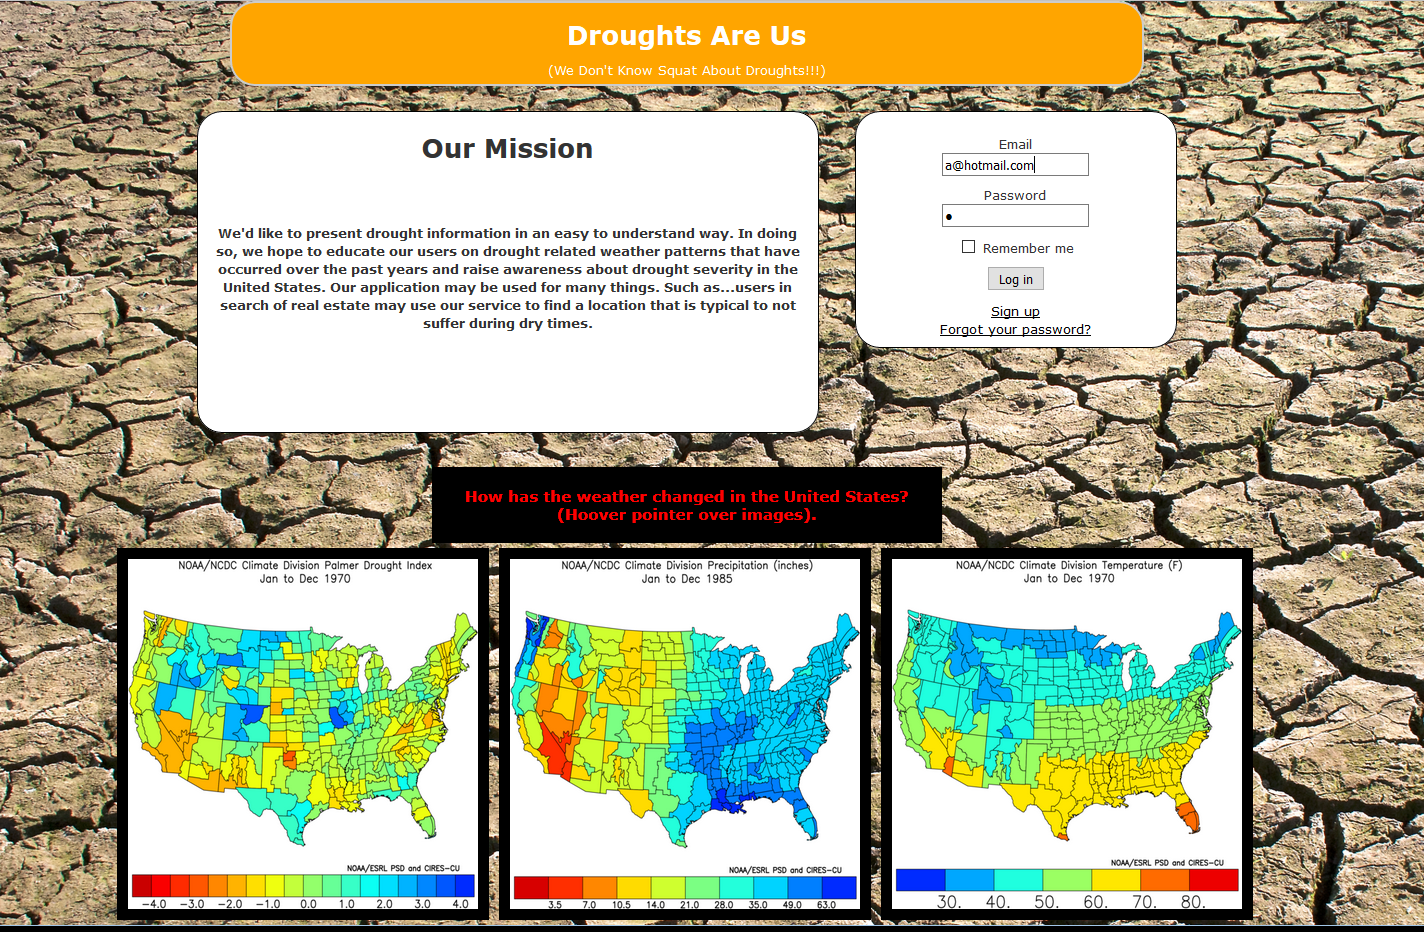 Droughts Are Us
(We Don't Know Squat About Droughts!!!)
Our Mission
We'd like to present drought information in an easy to understand way. In doing
so, we hope to educate our users on drought related weather patterns that have
occurred over the past years and raise awareness about drought severity in the
United States. Our application may be used for many things. Such as...users in
search of real estate may use our service to find a location that is typical to not
suffer during dry times.
Email
a@hotmail.com
Password
Remember me
Log in
Sign up
Forgot your password?
How has the weather changed in the United States?
(Hoover pointer over images).
NOAA/NCDC Climate Division Palmer Drought Index
Jan to Dec 1970
NOAA/ESRL PSD and CIRES-CU
-4.0 -3.0 -2.0 -1.0 0.0 1.0 2.0 3.0 4.0
NOAA/NCDC Climate Division Precipitation (inches)
Jan to Dec 1985
NOAA/ESRL PSD and CIRES-CU
3.5 7.0 10.5 14.0 21.0 28.0 35.0 49.0 63.0
NOAA/NCDC Climate Division Temperature (F)
Jan to Dec 1970
NOAA/ESRL PSD and CIRES-CU
30. 40. 50. 60. 70. 80.